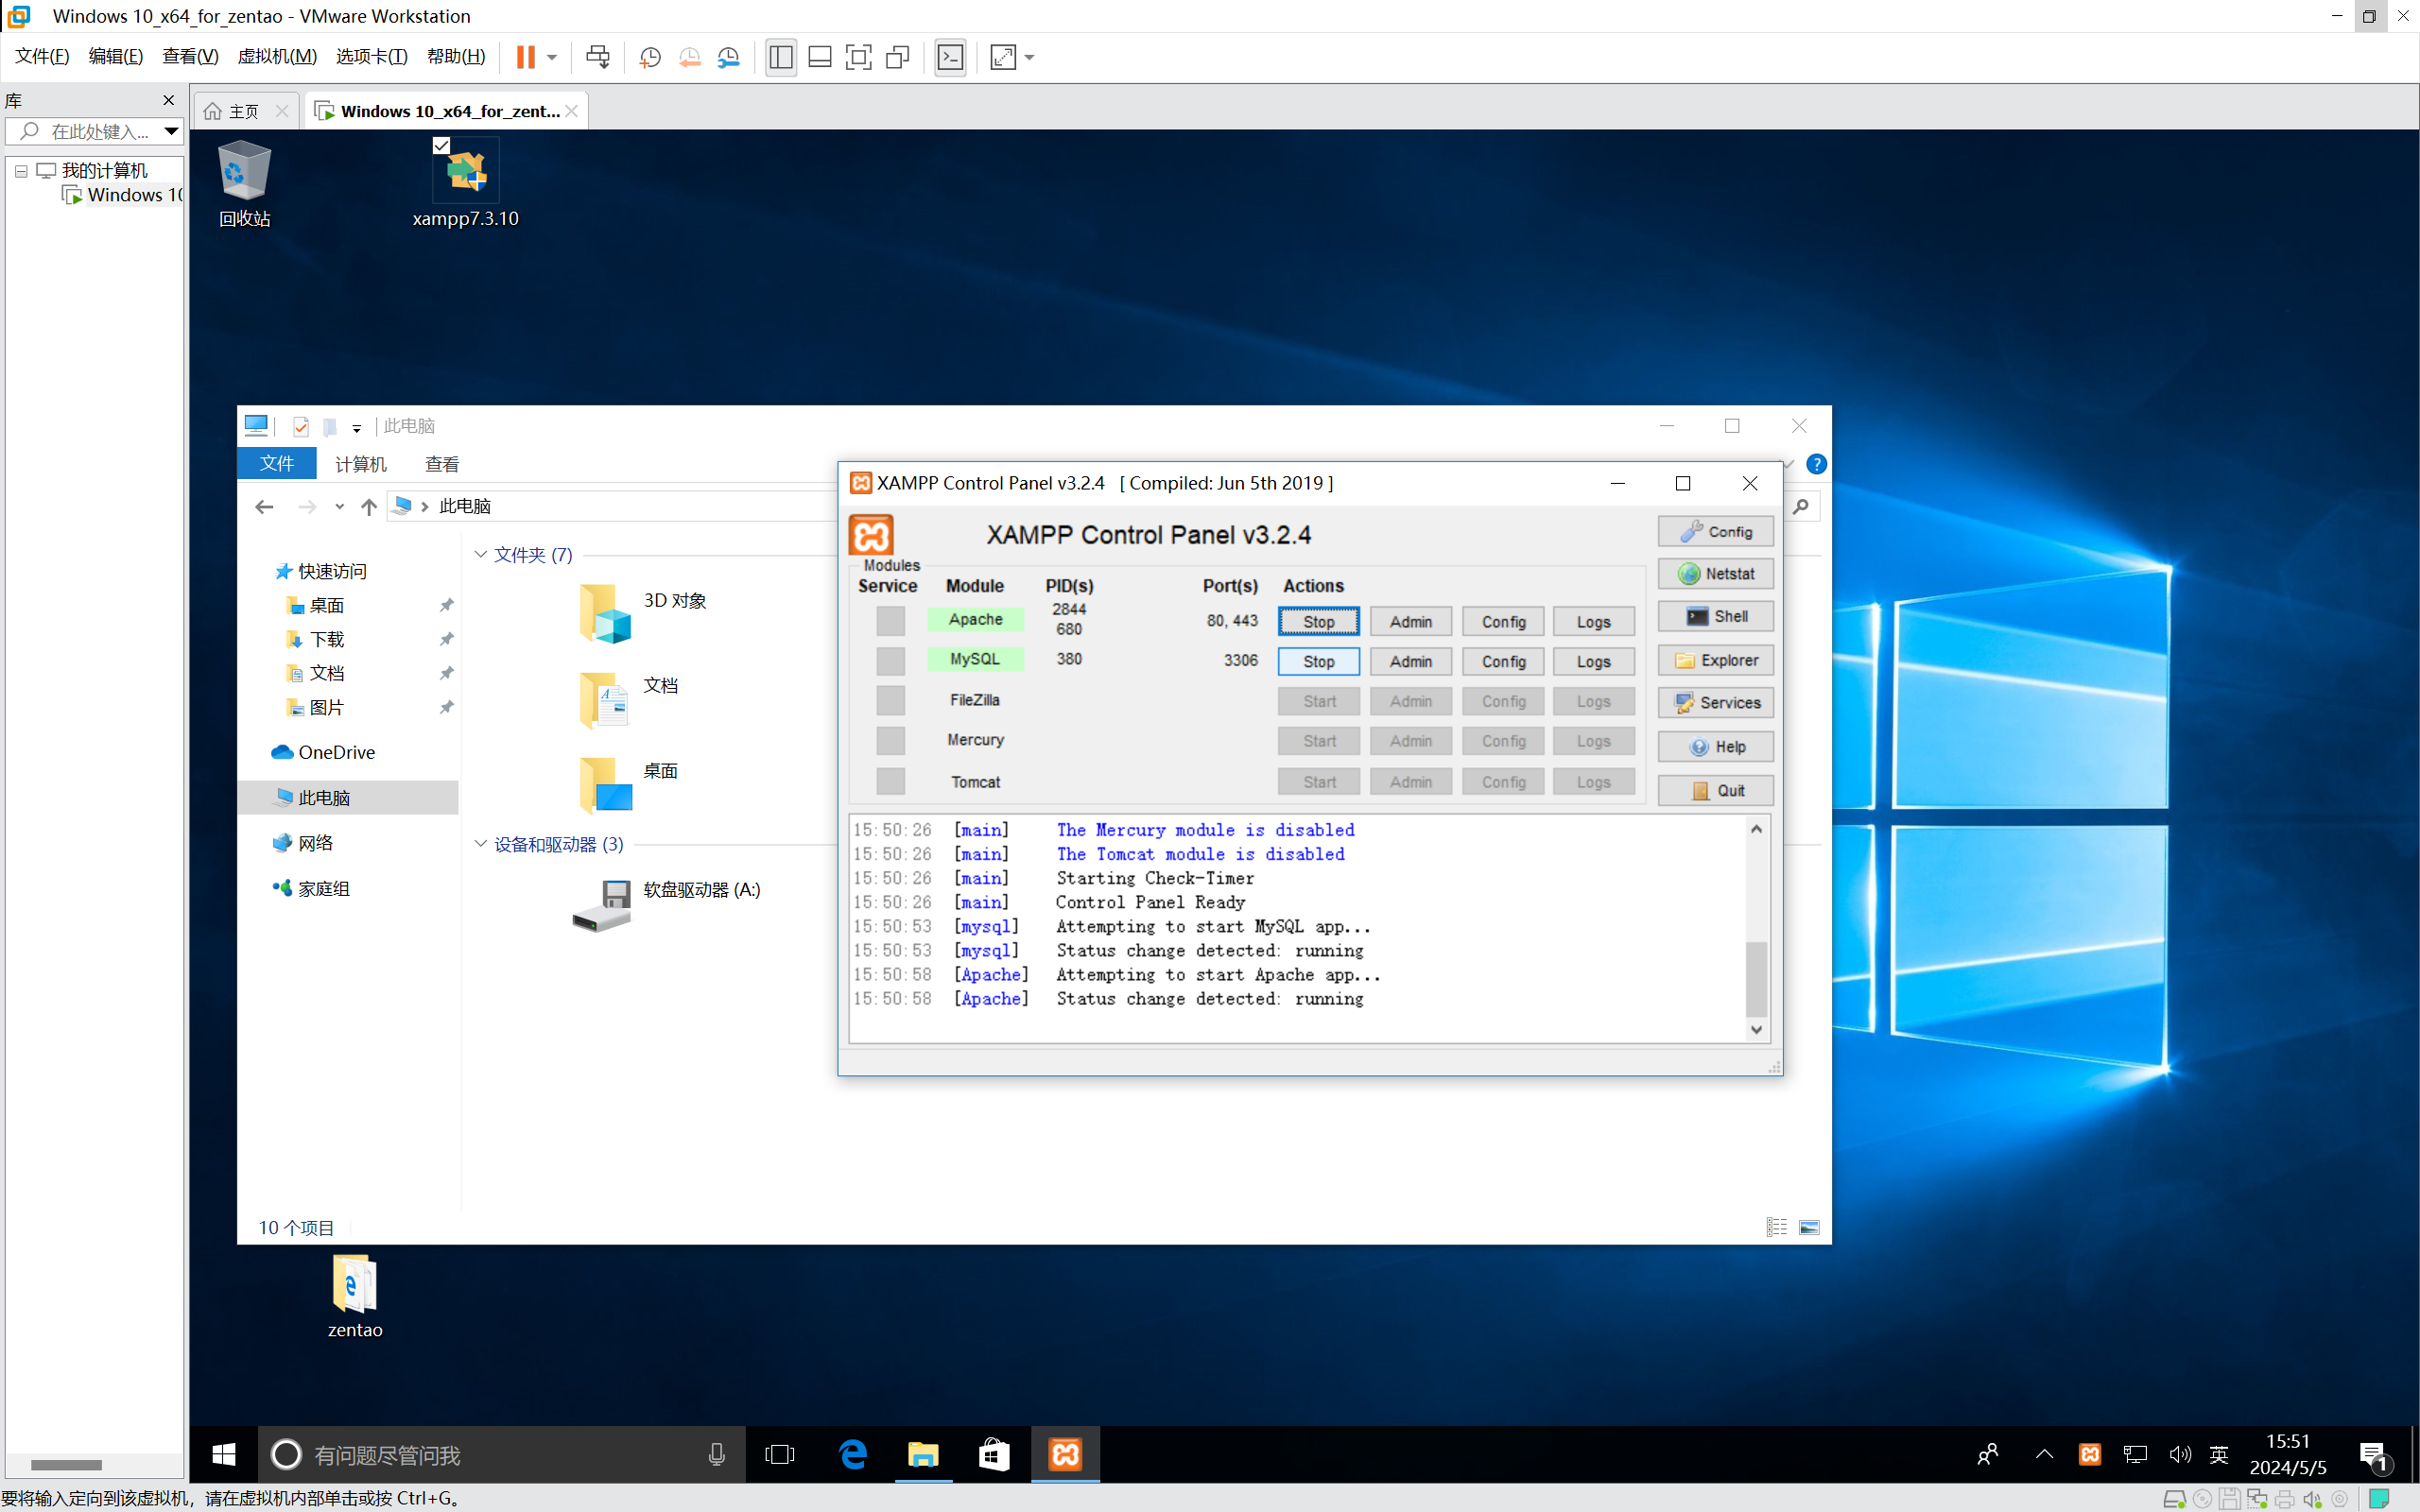 Windows 10_x64_for_zentao - VMware Workstation
文件(F) 编辑(E) 查看(V) 虚拟机(M) 选项卡(T) 帮助(H)
库
在此处键入...
我的计算机
Windows 10
主页
Windows 10_x64_for_zent...
回收站
xampp7.3.10
此电脑
文件 计算机 查看
此电脑
快速访问
桌面
下载
文档
图片
OneDrive
此电脑
网络
家庭组
文件夹 (7)
3D 对象
文档
桌面
设备和驱动器 (3)
软盘驱动器 (A:)
10 个项目
XAMPP Control Panel v3.2.4 [ Compiled: Jun 5th 2019 ]
XAMPP Control Panel v3.2.4
Modules
Service Module PID(s) Port(s) Actions
Apache 2844 680 80, 443 Stop Admin Config Logs
MySQL 380 3306 Stop Admin Config Logs
FileZilla Start Admin Config Logs
Mercury Start Admin Config Logs
Tomcat Start Admin Config Logs
Config
Netstat
Shell
Explorer
Services
Help
Quit
15:50:26 [main] The Mercury module is disabled
15:50:26 [main] The Tomcat module is disabled
15:50:26 [main] Starting Check-Timer
15:50:26 [main] Control Panel Ready
15:50:53 [mysql] Attempting to start MySQL app...
15:50:53 [mysql] Status change detected: running
15:50:58 [Apache] Attempting to start Apache app...
15:50:58 [Apache] Status change detected: running
zentao
有问题尽管问我
英
15:51
2024/5/5
1
要将输入定向到该虚拟机，请在虚拟机内部单击或按 Ctrl+G。